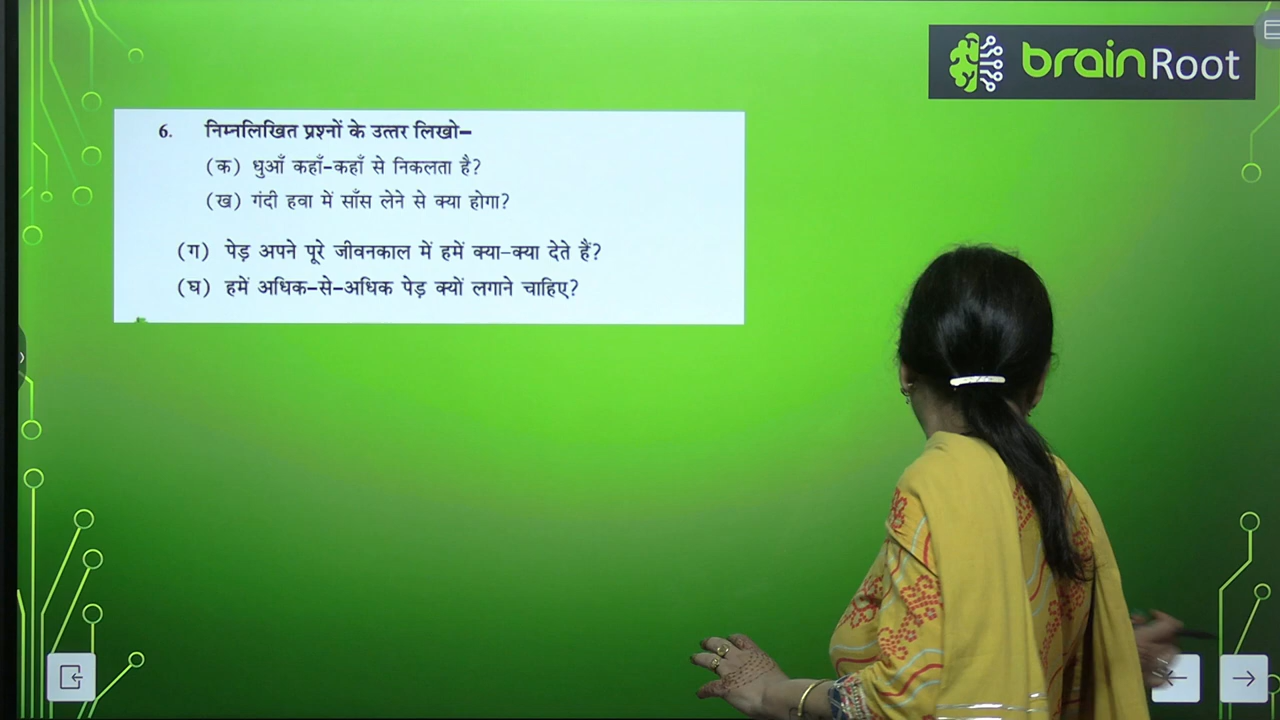 brainRoot
6. निम्नलिखित प्रश्नों के उत्तर लिखो–
(क) धुआँ कहाँ-कहाँ से निकलता है?
(ख) गंदी हवा में साँस लेने से क्या होगा?
(ग) पेड़ अपने पूरे जीवनकाल में हमें क्या-क्या देते हैं?
(घ) हमें अधिक-से-अधिक पेड़ क्यों लगाने चाहिए?